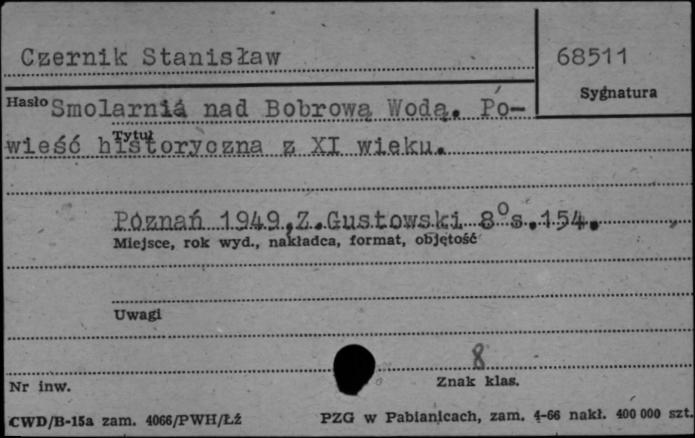 Czernik Stanisław
68511
Sygnatura
Hasło Smolarnia nad Bobrową Wodą. Po-
wieść historyczna z XI wieku.
Tytuł
Poznań 1949.Z.Gustowski 8⁰s.154.
Miejsce, rok wyd., nakładca, format, objętość
Uwagi
8
Nr inw.
Znak klas.
CWD/B-15a zam. 4066/PWH/Łź
PZG w Pabianicach, zam. 4-66 nakł. 400 000 szt.